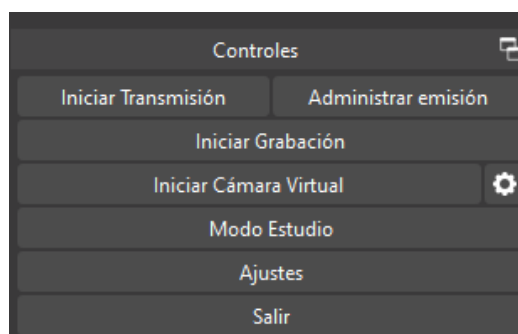 Controles
Iniciar Transmisión Administrar emisión
Iniciar Grabación
Iniciar Cámara Virtual
Modo Estudio
Ajustes
Salir